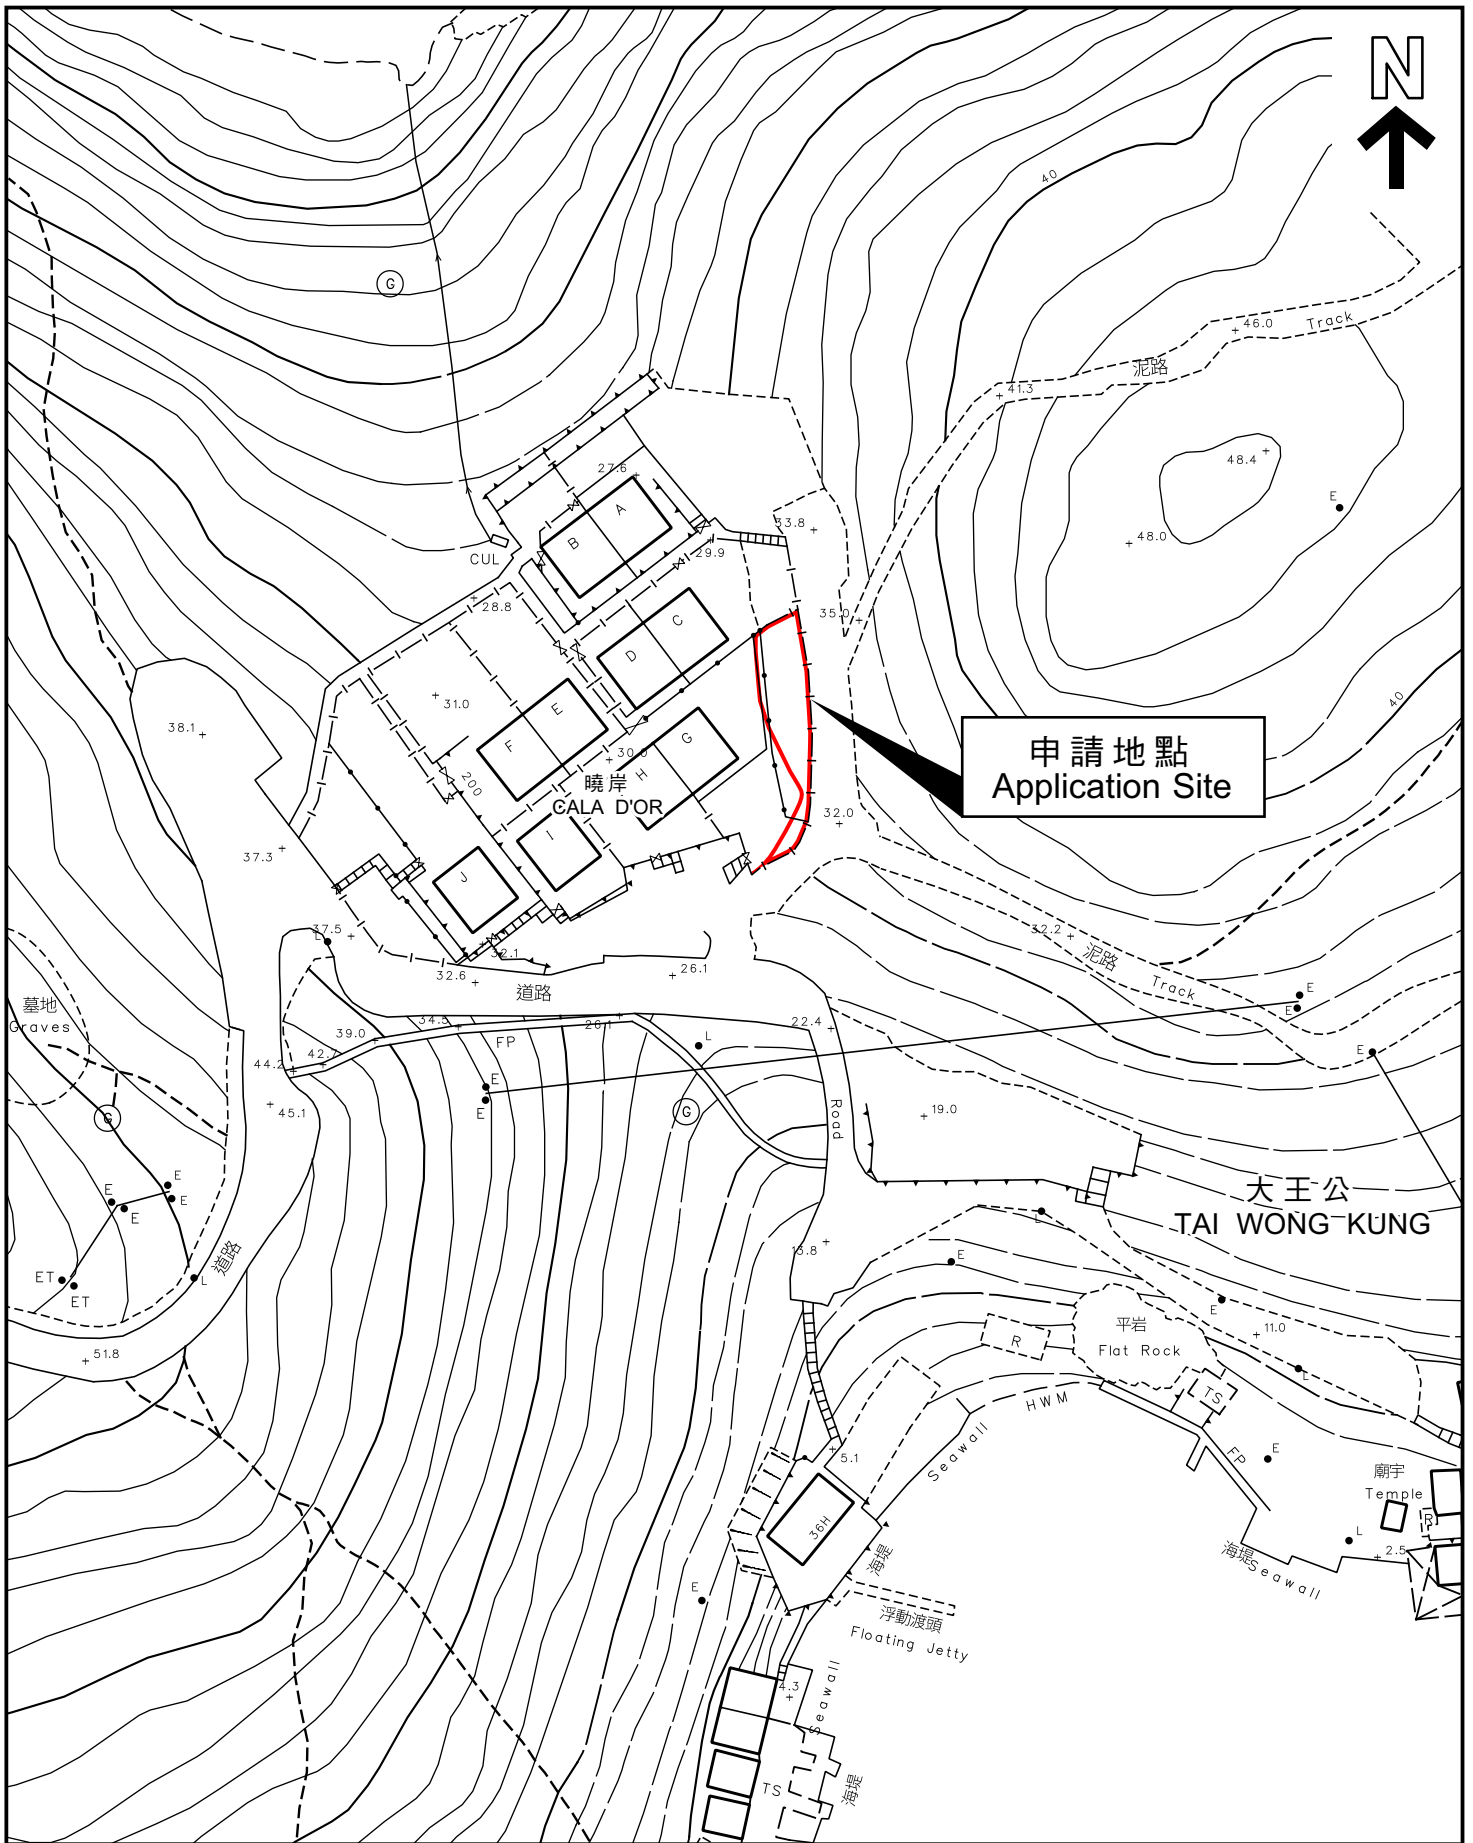 N
40
G
46.0
Track
泥路
41.3
48.4
E
48.0
27.6
A
B
33.8
29.9
CUL
28.8
C
D
35.0
31.0
E
F
G
H
30.0
200
曉岸
CALA D'OR
I
J
38.1
37.3
40
申請地點
Application Site
32.0
37.5
L
32.1
32.6
26.1
道路
32.2
泥路
Track
E
E
墓地
Graves
39.0
34.5
26.1
FP
L
22.4
44.2
42.7
45.1
E
E
G
G
E
Road
19.0
E
E
E
E
大王公
TAI WONG KUNG
L
13.8
E
ET
ET
L
道路
E
11.0
51.8
平岩
Flat Rock
R
L
TS
HWM
Seawall
5.1
FP
E
廟宇
Temple
R
36H
L
2.5
海堤
海堤
Seawall
E
浮動渡頭
Floating Jetty
4.3
Seawall
TS
海堤